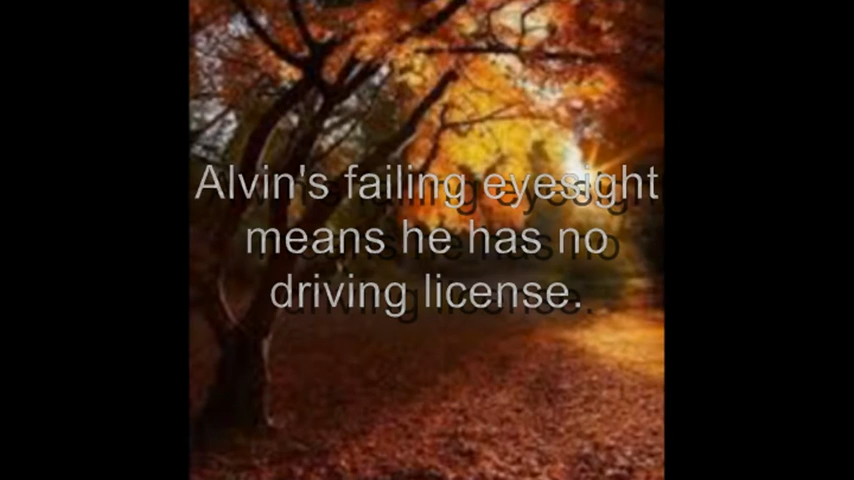 Alvin's failing eyesight
means he has no
driving license.